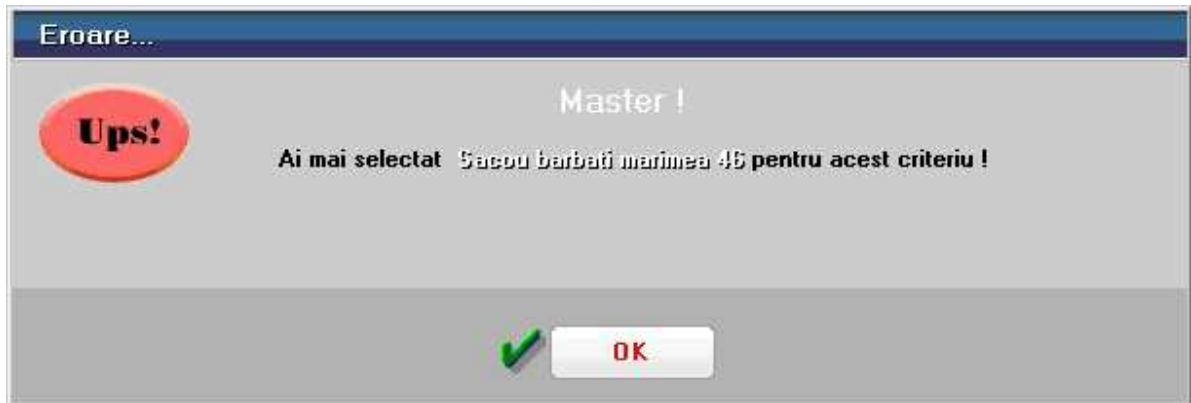 Eroare...
Master !
Ups!
Ai mai selectat Sacou barbati marimea 46 pentru acest criteriu !
OK